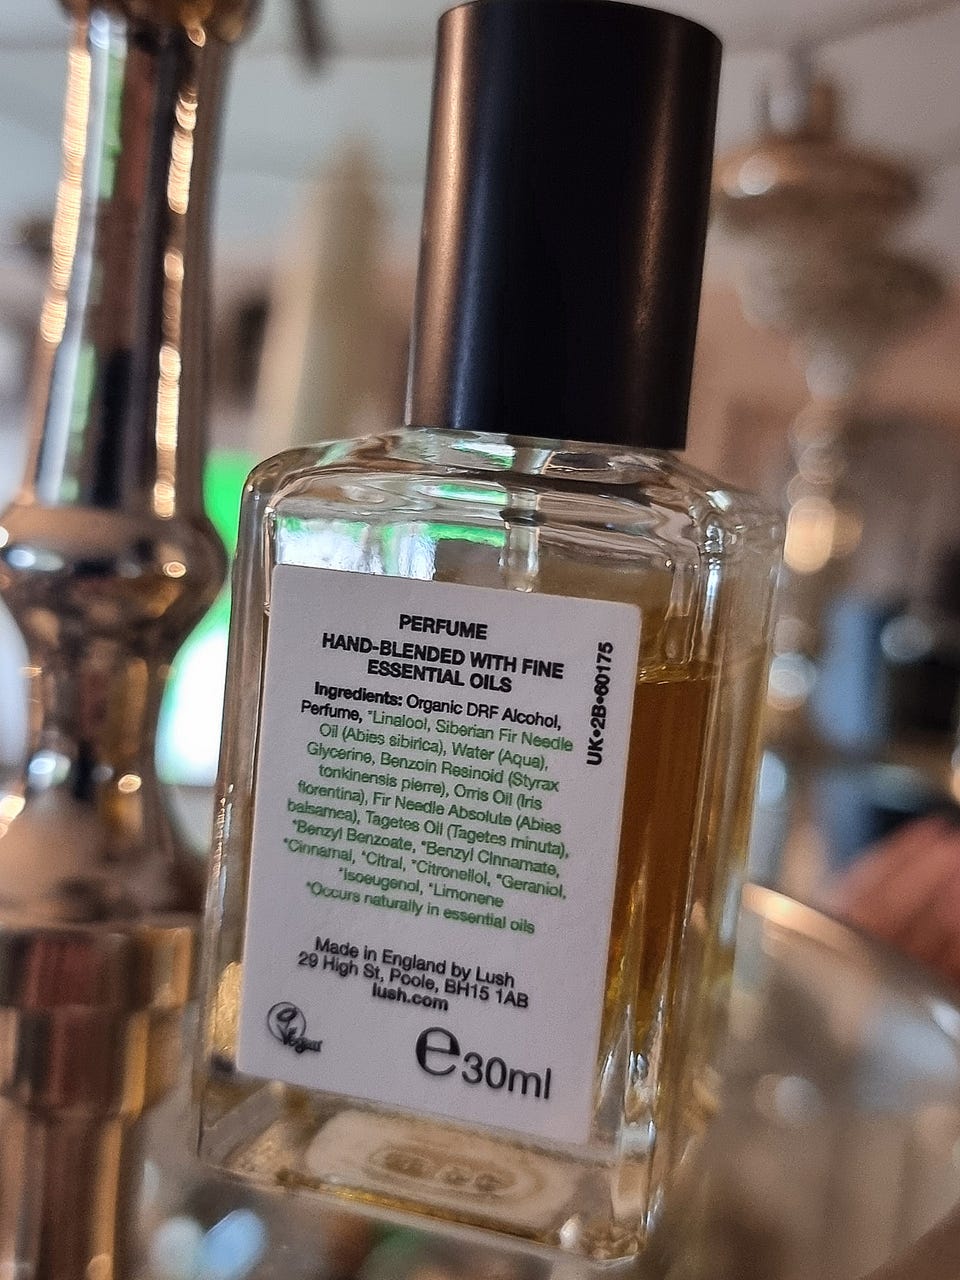 PERFUME
HAND-BLENDED WITH FINE
ESSENTIAL OILS
Ingredients: Organic DRF Alcohol,
Perfume, *Linalool, Siberian Fir Needle
Oil (Abies sibirica), Water (Aqua),
Glycerine, Benzoin Resinoid (Styrax
tonkinensis pierre), Orris Oil (Iris
florentina), Fir Needle Absolute (Abies
balsamea), Tagetes Oil (Tagetes minuta),
*Benzyl Benzoate, *Benzyl Cinnamate,
*Cinnamal, *Citral, *Citronellol, *Geraniol,
*Isoeugenol, *Limonene
*Occurs naturally in essential oils
Made in England by Lush
29 High St, Poole, BH15 1AB
lush.com
Vegan
℮30ml
UK•2B•60175